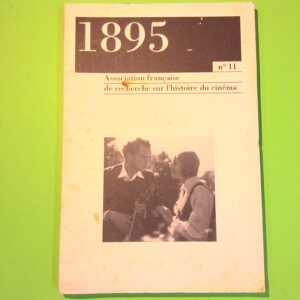 1895
n° 11
Association française
de recherche sur l'histoire du cinéma